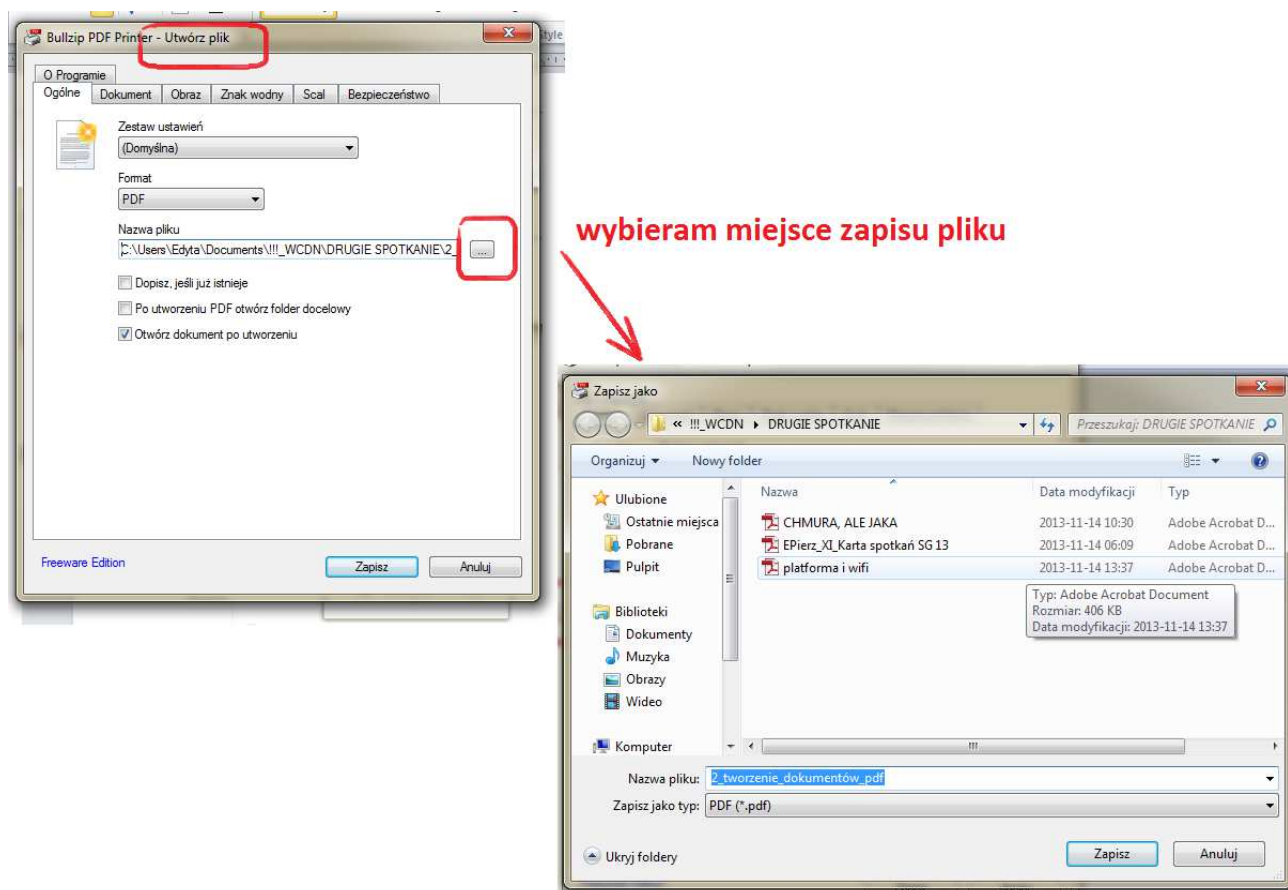 Style
Bullzip PDF Printer - Utwórz plik
O Programie
Ogólne Dokument Obraz Znak wodny Scal Bezpieczeństwo
Zestaw ustawień
(Domyślna)
Format
PDF
Nazwa pliku
C:\Users\Edyta\Documents\!!!_WCDN\DRUGIE SPOTKANIE\2_
...
Dopisz, jeśli już istnieje
Po utworzeniu PDF otwórz folder docelowy
Otwórz dokument po utworzeniu
Freeware Edition
Zapisz Anuluj
wybieram miejsce zapisu pliku
Zapisz jako
« !!!_WCDN DRUGIE SPOTKANIE
Przeszukaj: DRUGIE SPOTKANIE
Organizuj Nowy folder
Ulubione
Ostatnie miejsca
Pobrane
Pulpit
Biblioteki
Dokumenty
Muzyka
Obrazy
Wideo
Komputer
Nazwa Data modyfikacji Typ
CHMURA, ALE JAKA 2013-11-14 10:30 Adobe Acrobat D...
EPierz_XI_Karta spotkań SG 13 2013-11-14 06:09 Adobe Acrobat D...
platforma i wifi 2013-11-14 13:37 Adobe Acrobat D...
Typ: Adobe Acrobat Document
Rozmiar: 406 KB
Data modyfikacji: 2013-11-14 13:37
Nazwa pliku: 2_tworzenie_dokumentów_pdf
Zapisz jako typ: PDF (*.pdf)
Ukryj foldery
Zapisz Anuluj